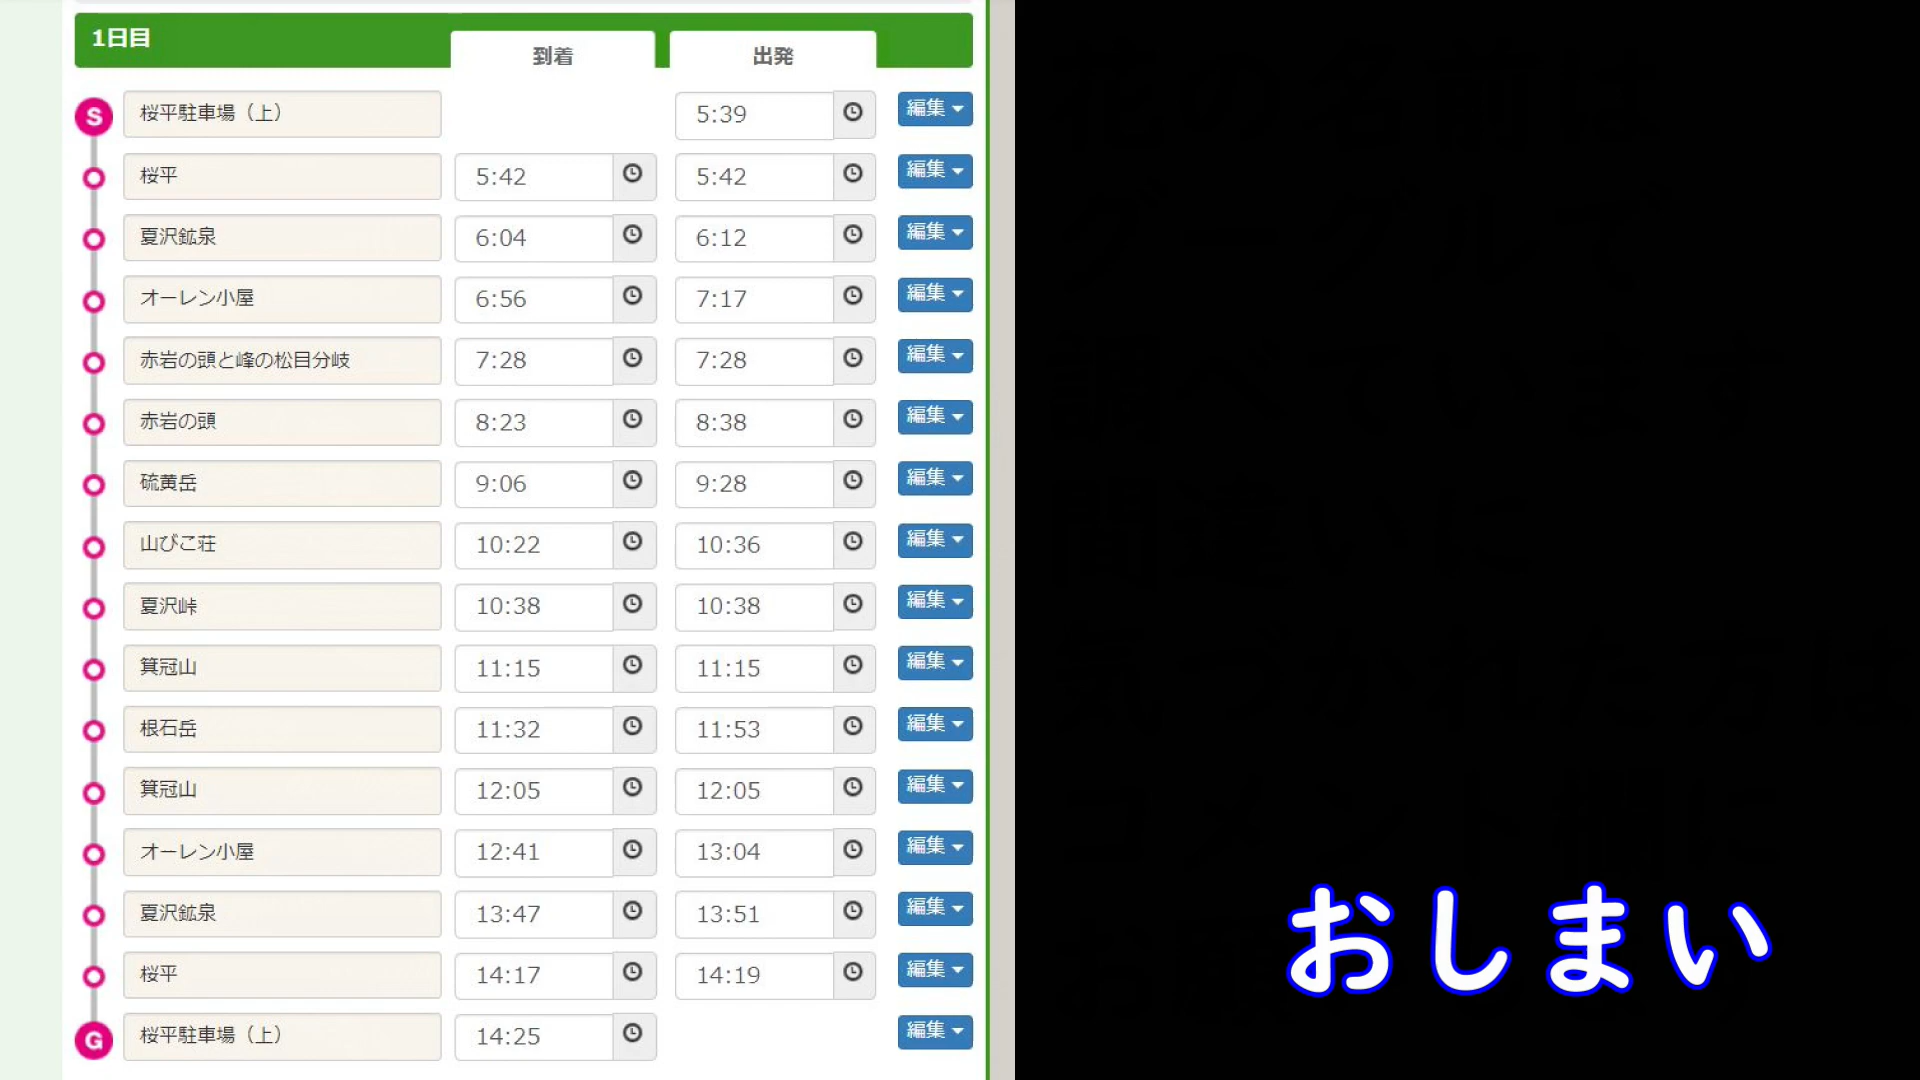 1日目
到着 出発
S 桜平駐車場（上） 5:39 編集
桜平 5:42 5:42 編集
夏沢鉱泉 6:04 6:12 編集
オーレン小屋 6:56 7:17 編集
赤岩の頭と峰の松目分岐 7:28 7:28 編集
赤岩の頭 8:23 8:38 編集
硫黄岳 9:06 9:28 編集
山びこ荘 10:22 10:36 編集
夏沢峠 10:38 10:38 編集
箕冠山 11:15 11:15 編集
根石岳 11:32 11:53 編集
箕冠山 12:05 12:05 編集
オーレン小屋 12:41 13:04 編集
夏沢鉱泉 13:47 13:51 編集
桜平 14:17 14:19 編集
G 桜平駐車場（上） 14:25 編集
おしまい